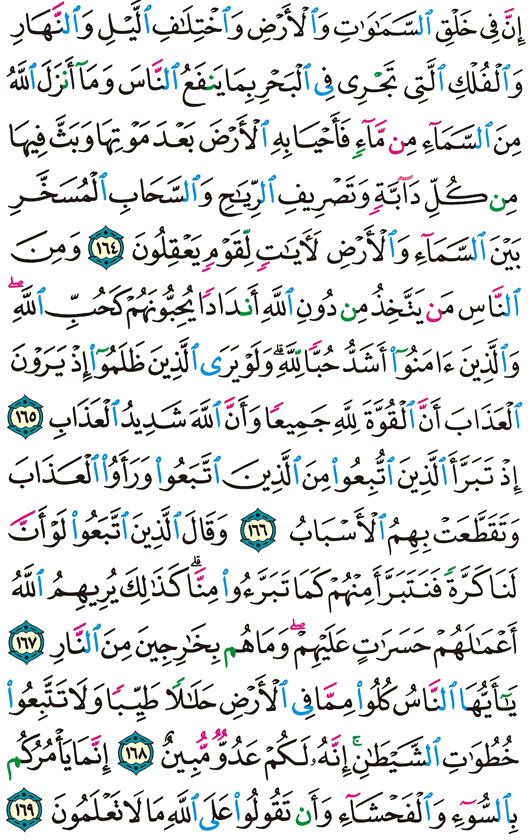 إِنَّ فِي خَلْقِ ٱلسَّمَـٰوَٰتِ وَٱلْأَرْضِ وَٱخْتِلَـٰفِ ٱلَّيْلِ وَٱلنَّهَارِ
وَٱلْفُلْكِ ٱلَّتِي تَجْرِى فِى ٱلْبَحْرِ بِمَا يَنفَعُ ٱلنَّاسَ وَمَآ أَنزَلَ ٱللَّهُ
مِنَ ٱلسَّمَآءِ مِن مَّآءٍ فَأَحْيَا بِهِ ٱلْأَرْضَ بَعْدَ مَوْتِهَا وَبَثَّ فِيهَا
مِن كُلِّ دَآبَّةٍ وَتَصْرِيفِ ٱلرِّيَـٰحِ وَٱلسَّحَابِ ٱلْمُسَخَّرِ
بَيْنَ ٱلسَّمَآءِ وَٱلْأَرْضِ لَـَٔايَـٰتٍ لِّقَوْمٍ يَعْقِلُونَ ١٦٤ وَمِنَ
ٱلنَّاسِ مَن يَتَّخِذُ مِن دُونِ ٱللَّهِ أَندَادًا يُحِبُّونَهُمْ كَحُبِّ ٱللَّهِ ۖ
وَٱلَّذِينَ ءَامَنُوٓا۟ أَشَدُّ حُبًّا لِّلَّهِ ۗ وَلَوْ يَرَى ٱلَّذِينَ ظَلَمُوٓا۟ إِذْ يَرَوْنَ
ٱلْعَذَابَ أَنَّ ٱلْقُوَّةَ لِلَّهِ جَمِيعًا وَأَنَّ ٱللَّهَ شَدِيدُ ٱلْعَذَابِ ١٦٥
إِذْ تَبَرَّأَ ٱلَّذِينَ ٱتُّبِعُوا۟ مِنَ ٱلَّذِينَ ٱتَّبَعُوا۟ وَرَأَوُا۟ ٱلْعَذَابَ
وَتَقَطَّعَتْ بِهِمُ ٱلْأَسْبَابُ ١٦٦ وَقَالَ ٱلَّذِينَ ٱتَّبَعُوا۟ لَوْ أَنَّ
لَنَا كَرَّةً فَنَتَبَرَّأَ مِنْهُمْ كَمَا تَبَرَّءُوا۟ مِنَّا ۗ كَذَٰلِكَ يُرِيهِمُ ٱللَّهُ
أَعْمَـٰلَهُمْ حَسَرَٰتٍ عَلَيْهِمْ ۖ وَمَا هُم بِخَـٰرِجِينَ مِنَ ٱلنَّارِ ١٦٧
يَـٰٓأَيُّهَا ٱلنَّاسُ كُلُوا۟ مِمَّا فِى ٱلْأَرْضِ حَلَـٰلًا طَيِّبًا وَلَا تَتَّبِعُوا۟
خُطُوَٰتِ ٱلشَّيْطَـٰنِ ۚ إِنَّهُۥ لَكُمْ عَدُوٌّ مُّبِينٌ ١٦٨ إِنَّمَا يَأْمُرُكُم
بِٱلسُّوٓءِ وَٱلْفَحْشَآءِ وَأَن تَقُولُوا۟ عَلَى ٱللَّهِ مَا لَا تَعْلَمُونَ ١٦٩